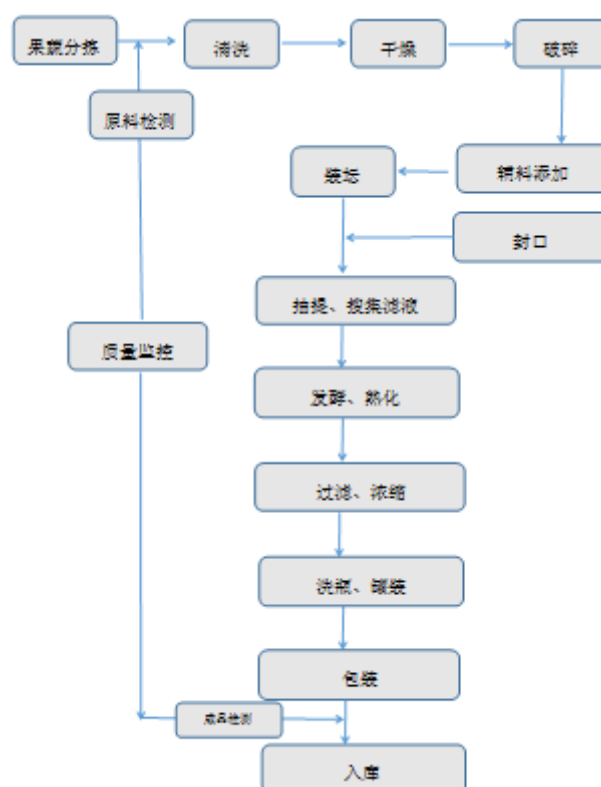 果蔬分拣
清洗
干燥
破碎
原料检测
装坛
辅料添加
封口
抽提、搜集滤液
质量监控
发酵、熟化
过滤、浓缩
洗瓶、罐装
包装
成品检测
入库